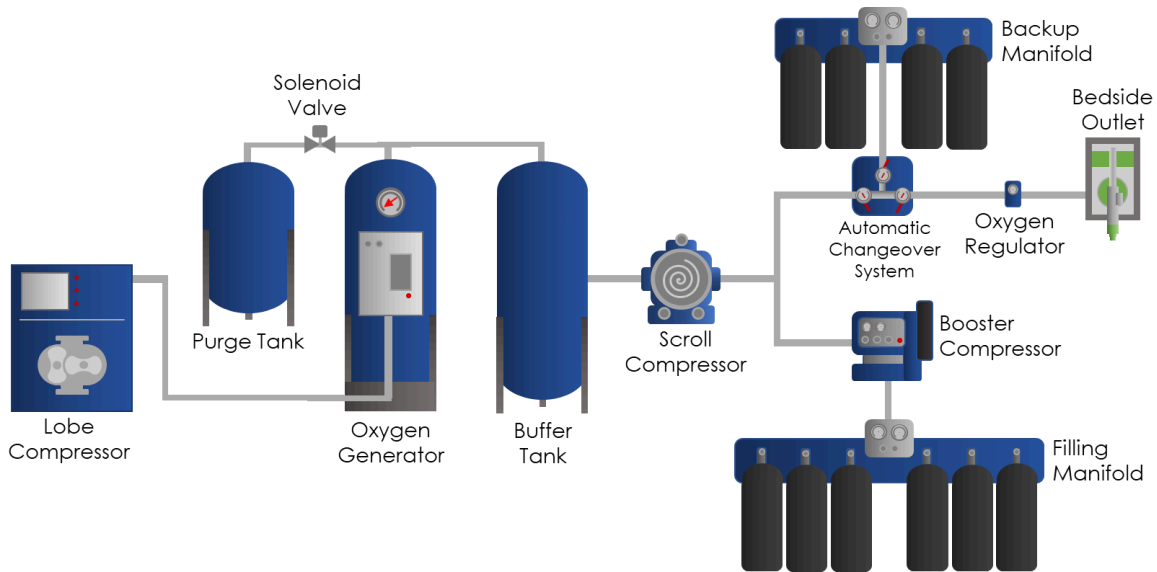 Solenoid
Valve
Purge Tank
Lobe
Compressor
Oxygen
Generator
Buffer
Tank
Scroll
Compressor
Backup
Manifold
Bedside
Outlet
Automatic
Changeover
System
Oxygen
Regulator
Booster
Compressor
Filling
Manifold